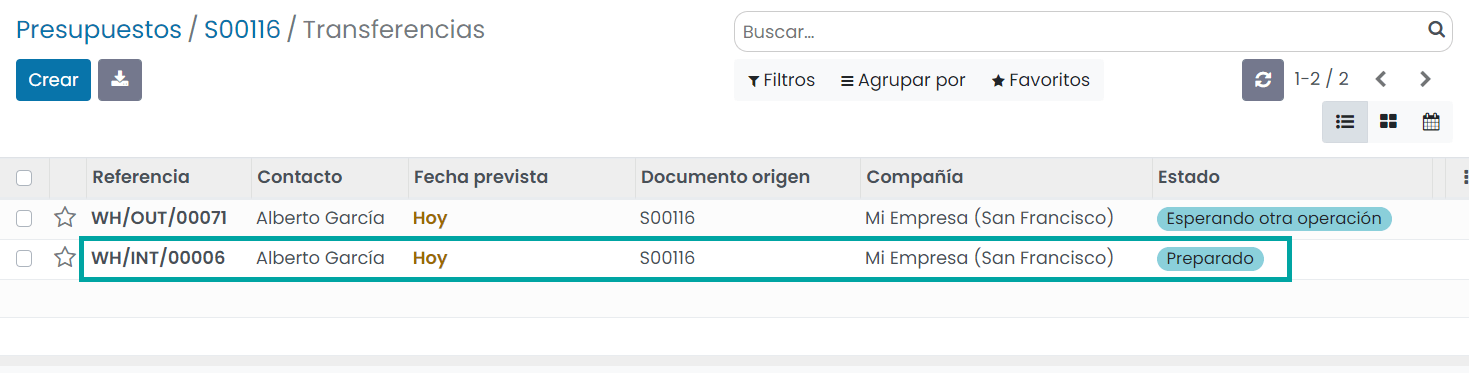 Presupuestos / S00116 / Transferencias
Buscar...
Crear
Filtros Agrupar por Favoritos
1-2 / 2
Referencia Contacto Fecha prevista Documento origen Compañía Estado
WH/OUT/00071 Alberto García Hoy S00116 Mi Empresa (San Francisco) Esperando otra operación
WH/INT/00006 Alberto García Hoy S00116 Mi Empresa (San Francisco) Preparado